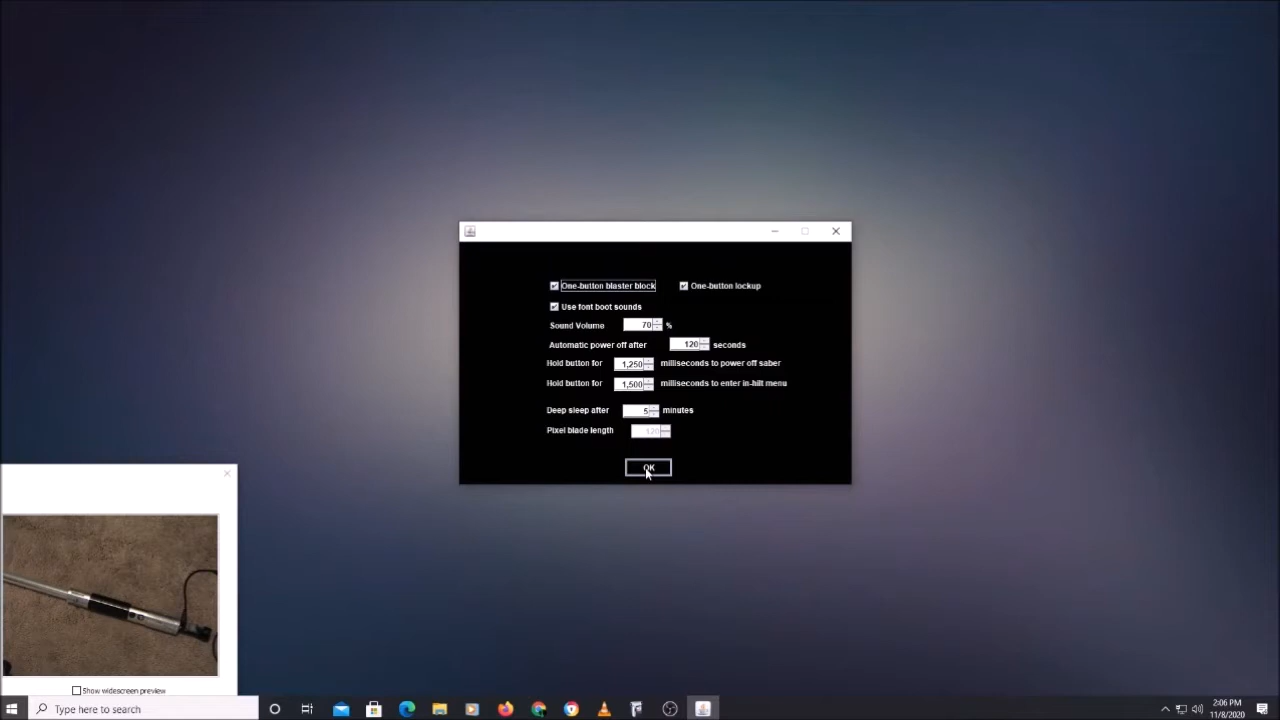 One-button blaster block One-button lockup
Use font boot sounds
Sound Volume 70 %
Automatic power off after 120 seconds
Hold button for 1,250 milliseconds to power off saber
Hold button for 1,500 milliseconds to enter in-hilt menu
Deep sleep after 5 minutes
Pixel blade length 120
OK
Show widescreen preview
Type here to search
2:06 PM
11/8/2020